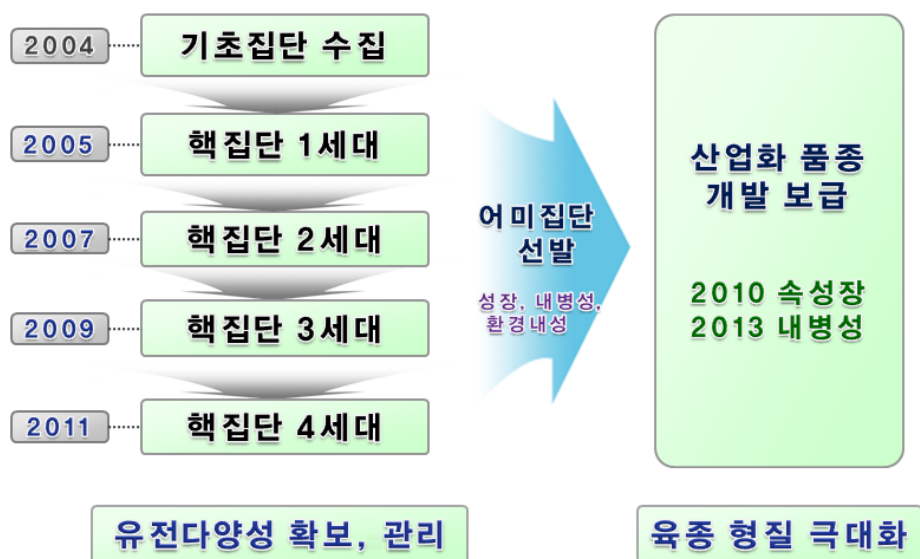 2004
기초집단 수집
2005
핵집단 1세대
2007
핵집단 2세대
2009
핵집단 3세대
2011
핵집단 4세대
어미집단
선발
성장, 내병성,
환경내성
산업화 품종
개발 보급
2010 속성장
2013 내병성
유전다양성 확보, 관리
육종 형질 극대화